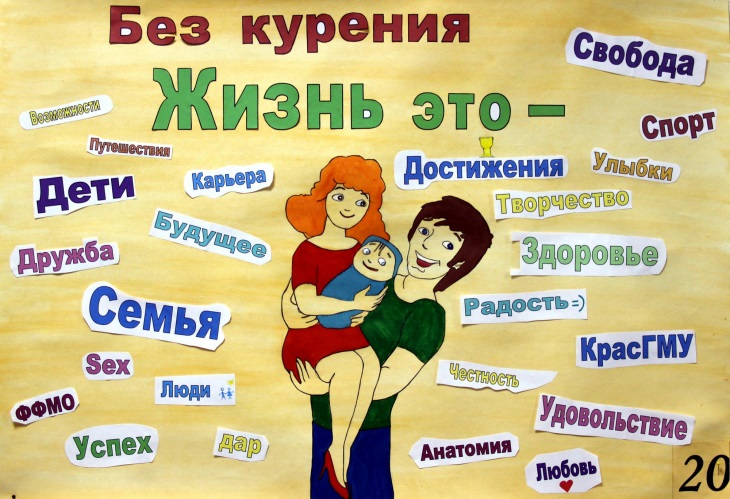 Без курения
Жизнь это –
Свобода
Возможности
Спорт
Путешествия
Достижения
Улыбки
Карьера
Дети
Творчество
Будущее
Дружба
Здоровье
Семья
Радость =)
КрасГМУ
Sex
Честность
Люди
ФФМО
Удовольствие
Успех
дар
Анатомия
Любовь
20